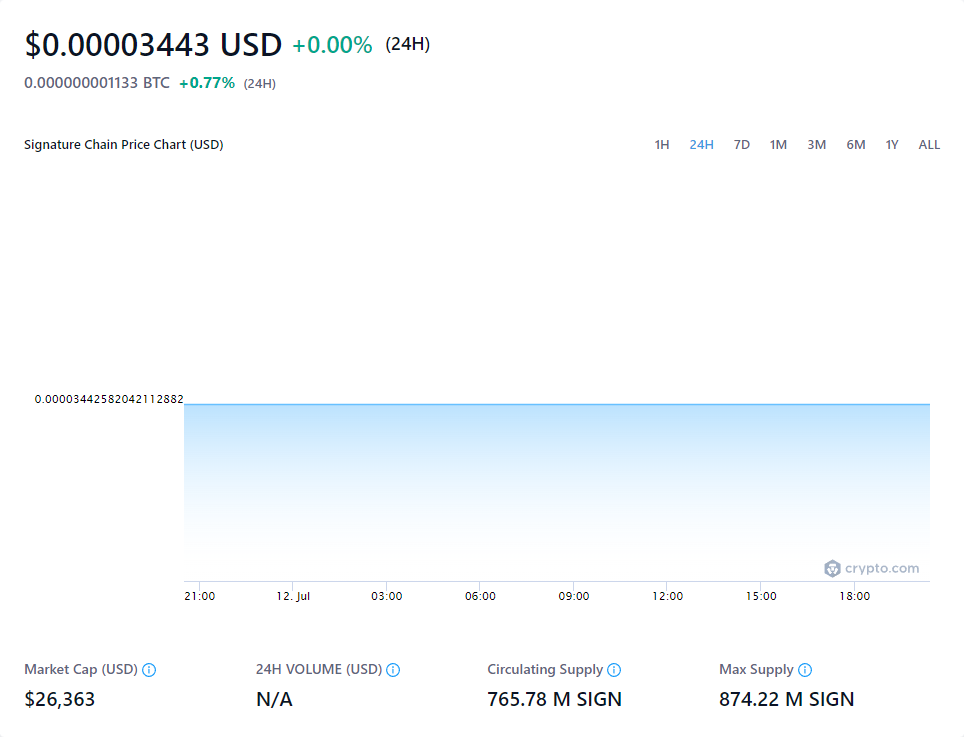 $0.00003443 USD +0.00% (24H)
0.000000001133 BTC +0.77% (24H)
Signature Chain Price Chart (USD) 1H 24H 7D 1M 3M 6M 1Y ALL
0.00003442582042112882
crypto.com
21:00 12. Jul 03:00 06:00 09:00 12:00 15:00 18:00
Market Cap (USD) 24H VOLUME (USD) Circulating Supply Max Supply
$26,363 N/A 765.78 M SIGN 874.22 M SIGN